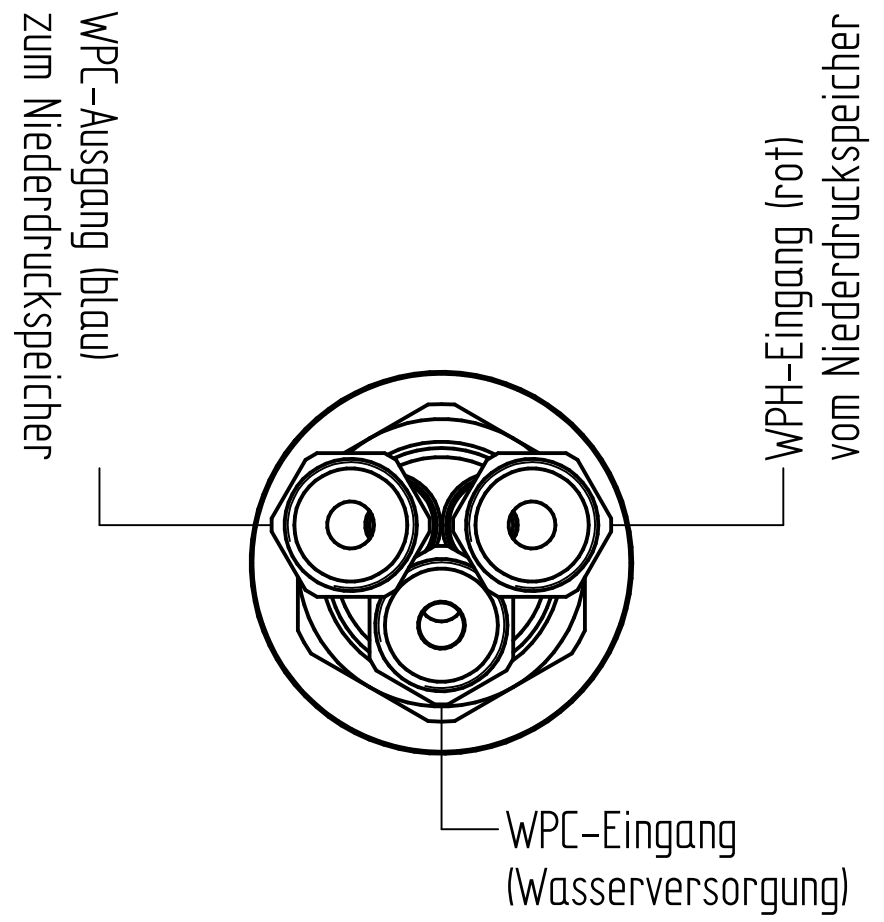 WPC-Ausgang (blau)
zum Niederdruckspeicher
WPH-Eingang (rot)
vom Niederdruckspeicher
WPC-Eingang
(Wasserversorgung)